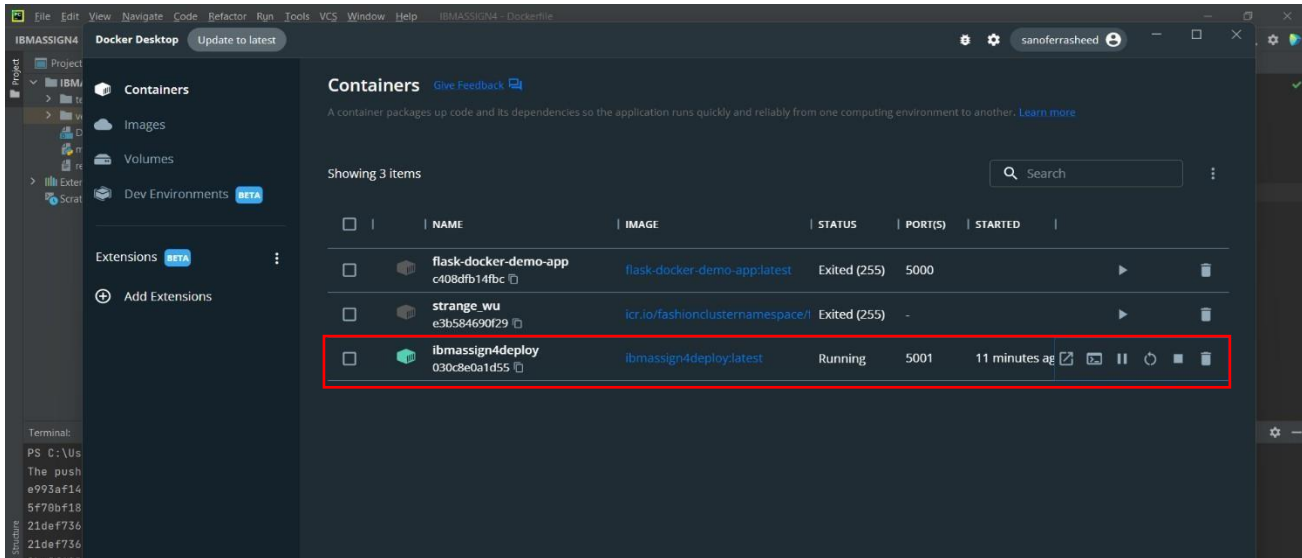 File Edit View Navigate Code Refactor Run Tools VCS Window Help IBMASSIGN4 - Dockerfile
IBMASSIGN4
Docker Desktop Update to latest sanoferrasheed
Project
Project
Containers
Images
Volumes
Dev Environments BETA
Extensions BETA
Add Extensions
Containers Give Feedback
A container packages up code and its dependencies so the application runs quickly and reliably from one computing environment to another. Learn more
Showing 3 items
Search
NAME IMAGE STATUS PORT(S) STARTED
flask-docker-demo-app flask-docker-demo-app:latest Exited (255) 5000
c408dfb14fbc
strange_wu icr.io/fashionclusternamespace/ Exited (255) -
e3b584690f29
ibmassign4deploy ibmassign4deploy:latest Running 5001 11 minutes ag
030c8e0a1d55
Terminal:
PS C:\Us
The push
e993af14
5f70bf18
21def736
21def736
Structure